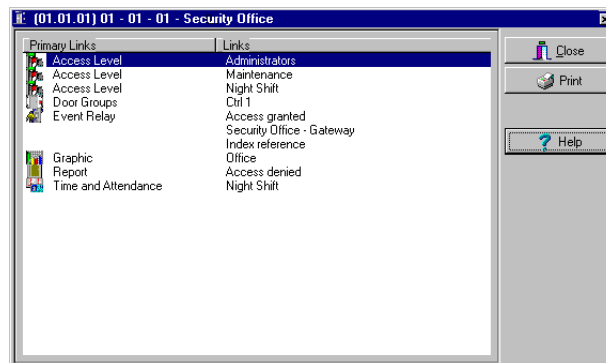 (01.01.01) 01 - 01 - 01 - Security Office
Primary Links Links
Access Level Administrators
Access Level Maintenance
Access Level Night Shift
Door Groups Ctrl 1
Event Relay Access granted
Security Office - Gateway
Index reference
Graphic Office
Report Access denied
Time and Attendance Night Shift
Close
Print
Help